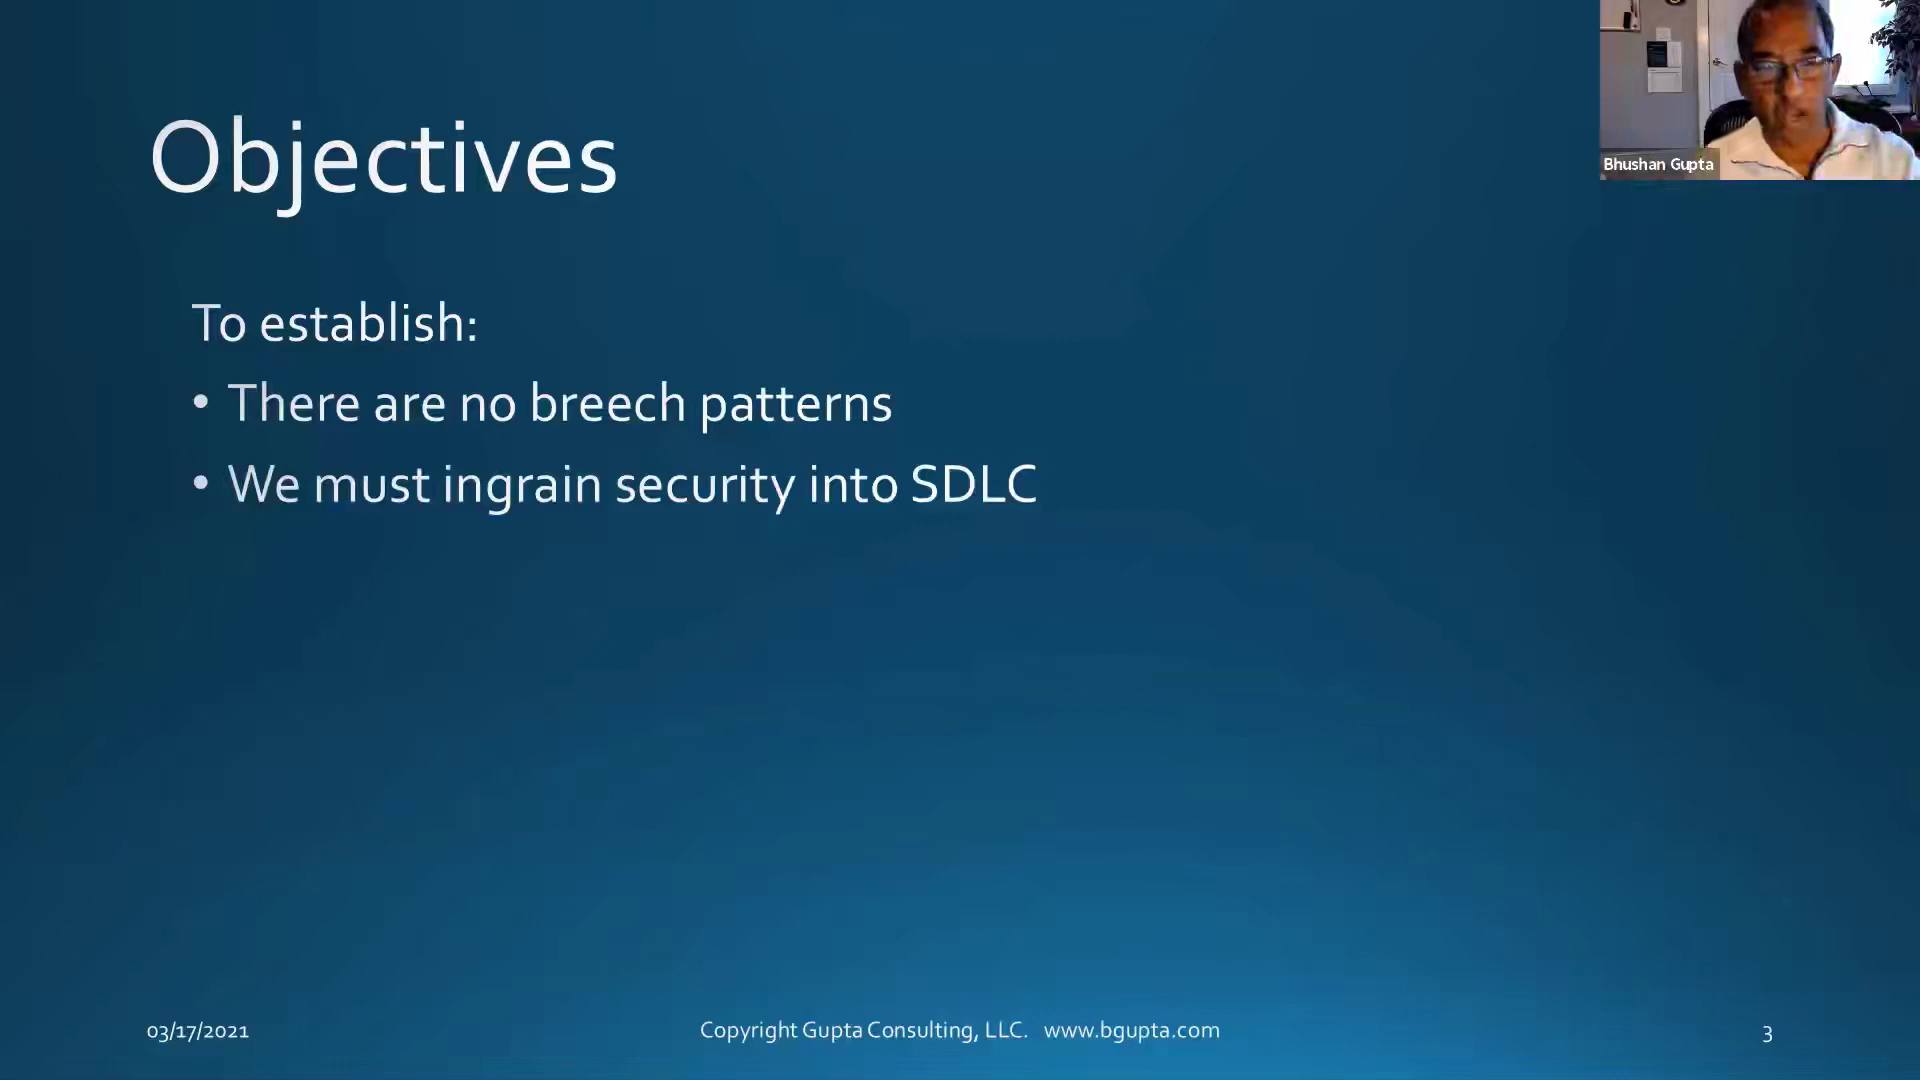 Objectives
To establish:
• There are no breech patterns
• We must ingrain security into SDLC
Bhushan Gupta
03/17/2021
Copyright Gupta Consulting, LLC. www.bgupta.com
3